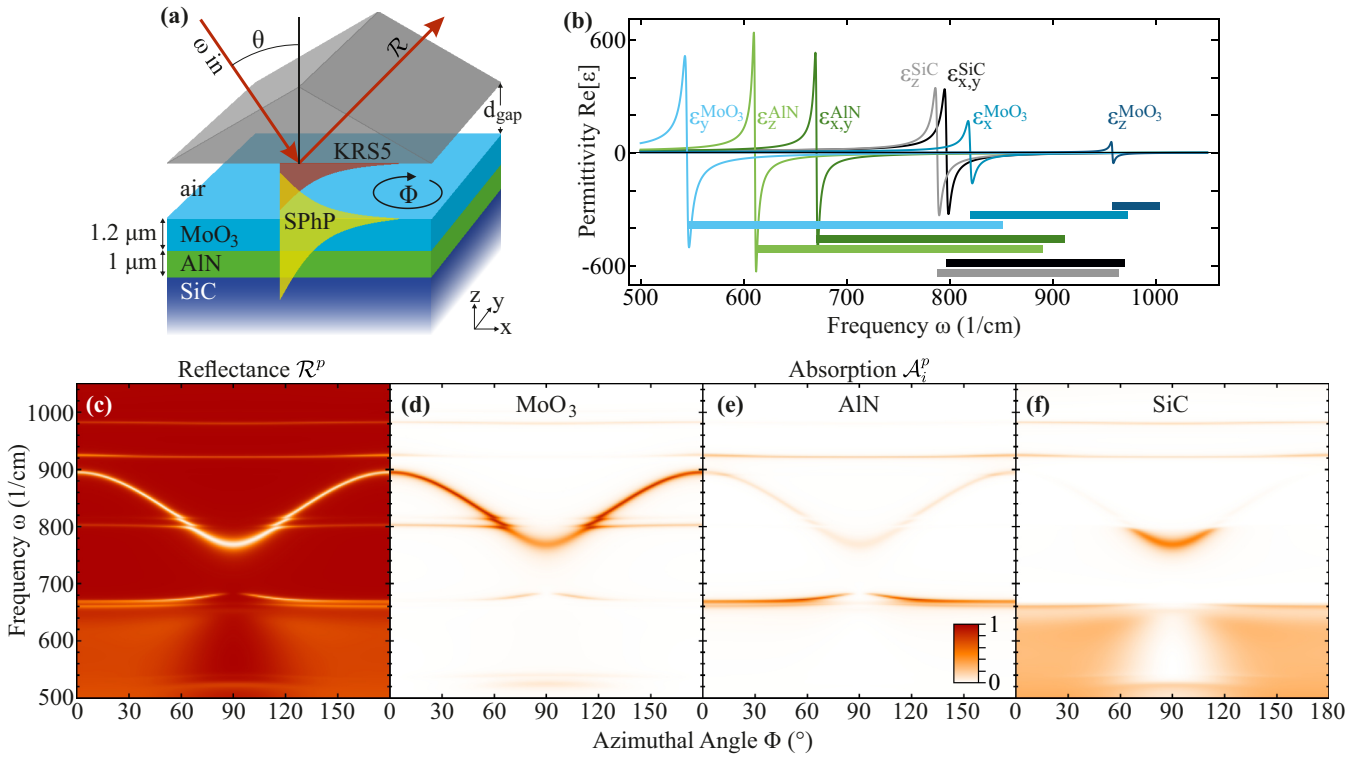 (a)
ω in
θ
R
d_gap
KRS5
air
Φ
SPhP
1.2 µm
MoO₃
1 µm
AlN
SiC
z
y
x
(b)
Permittivity Re[ε]
600
0
-600
ε_y^MoO₃
ε_z^AlN
ε_x,y^AlN
ε_z^SiC
ε_x,y^SiC
ε_x^MoO₃
ε_z^MoO₃
500 600 700 800 900 1000
Frequency ω (1/cm)
Reflectance R^p
Absorption A_i^p
(c)
(d) MoO₃
(e) AlN
(f) SiC
Frequency ω (1/cm)
1000
900
800
700
600
500
1
0
0 30 60 90 120 150
0 30 60 90 120 150
0 30 60 90 120 150
0 30 60 90 120 150 180
Azimuthal Angle Φ (°)